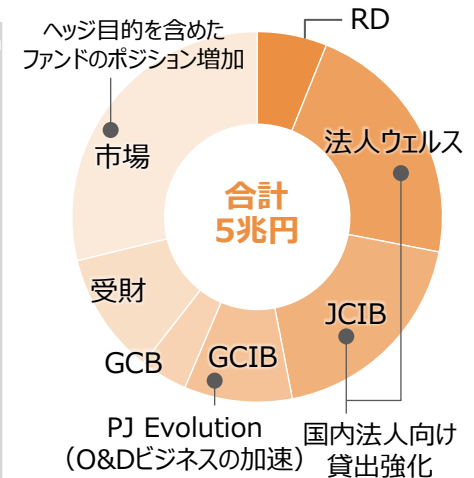 ヘッジ目的を含めた
ファンドのポジション増加
RD
市場
法人ウェルス
合計
5兆円
受財
JCIB
GCB
GCIB
PJ Evolution
（O&Dビジネスの加速）
国内法人向け
貸出強化